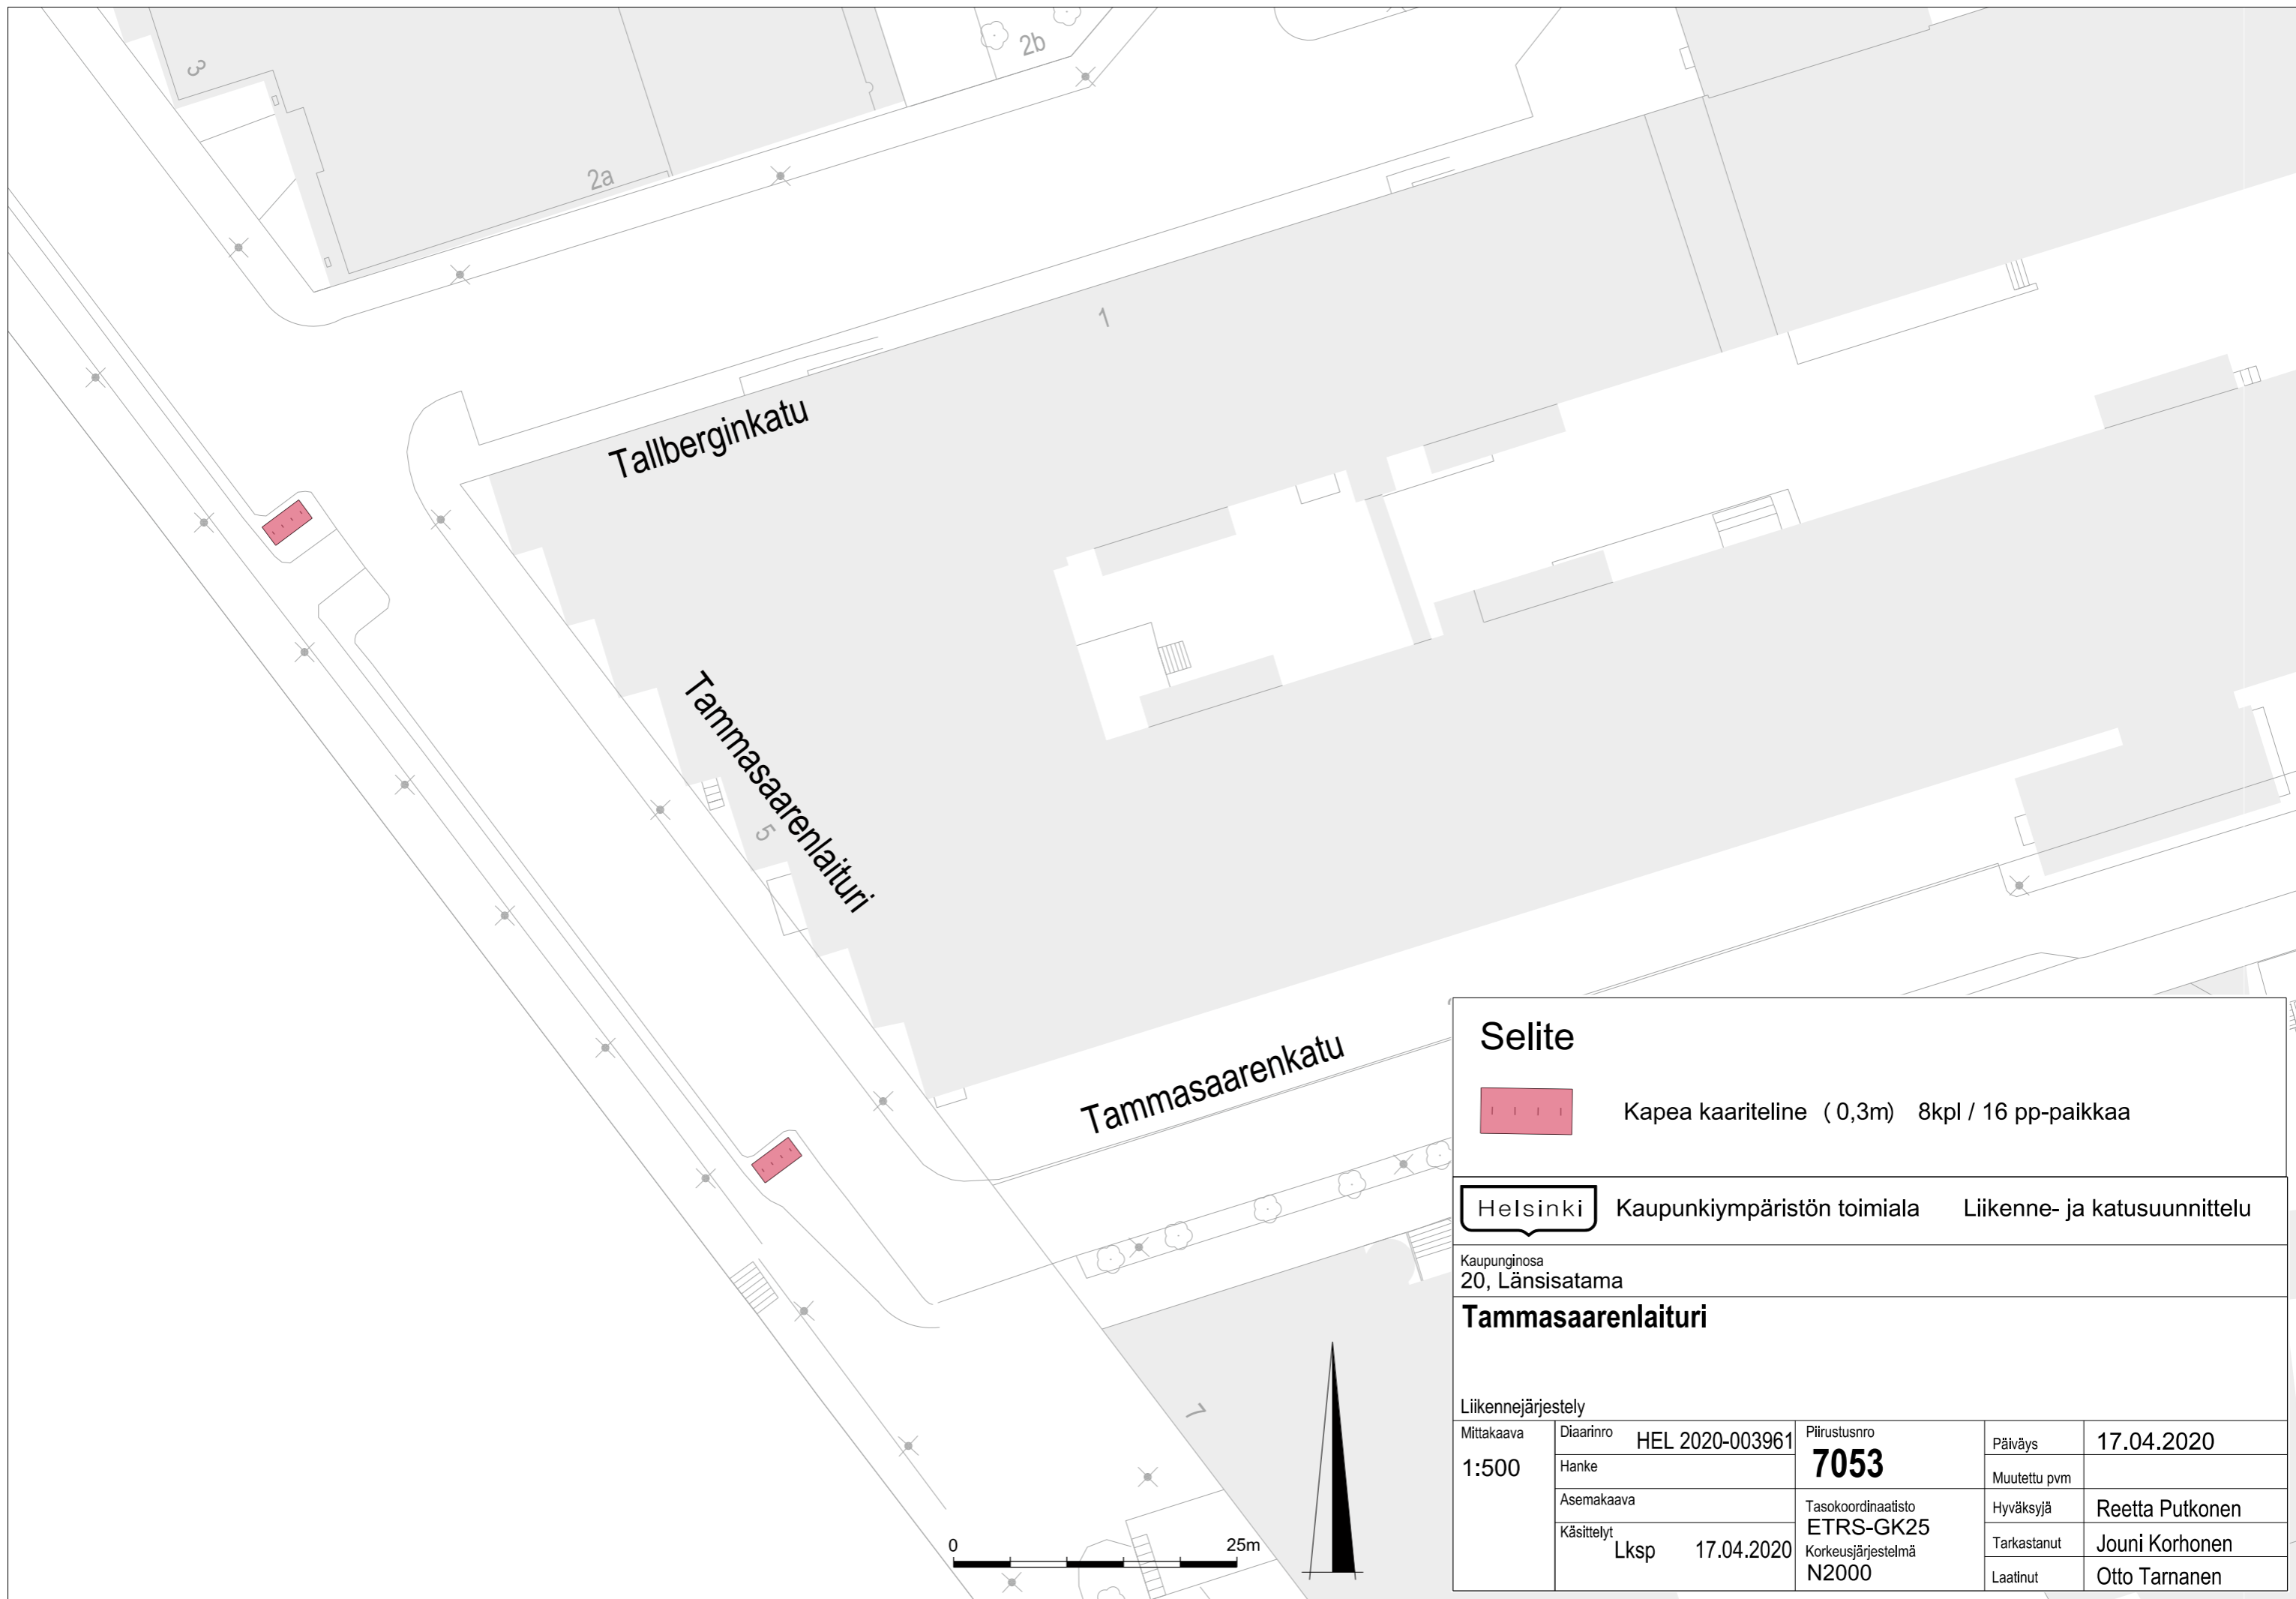 3
2b
2a
1
Tallberginkatu
Tammasaarenlaituri
5
Tammasaarenkatu
7
0 25m
Selite
Kapea kaariteline ( 0,3m) 8kpl / 16 pp-paikkaa
Helsinki Kaupunkiympäristön toimiala Liikenne- ja katusuunnittelu
Kaupunginosa
20, Länsisatama
Tammasaarenlaituri
Liikennejärjestely
Mittakaava
1:500
Diaarinro HEL 2020-003961
Hanke
Asemakaava
Käsittelyt
Lksp 17.04.2020
Piirustusnro
7053
Tasokoordinaatisto
ETRS-GK25
Korkeusjärjestelmä
N2000
Päiväys 17.04.2020
Muutettu pvm
Hyväksyjä Reetta Putkonen
Tarkastanut Jouni Korhonen
Laatinut Otto Tarnanen